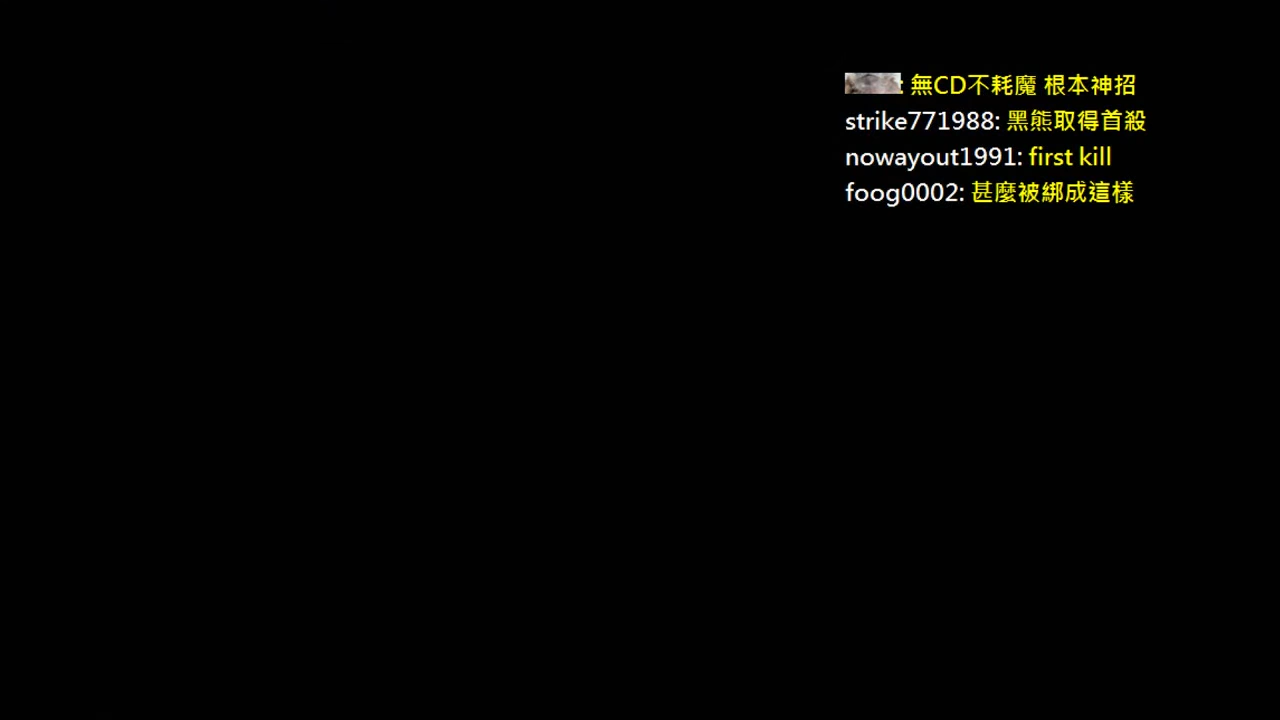 : 無CD不耗魔 根本神招
strike771988: 黑熊取得首殺
nowayout1991: first kill
foog0002: 甚麼被綁成這樣